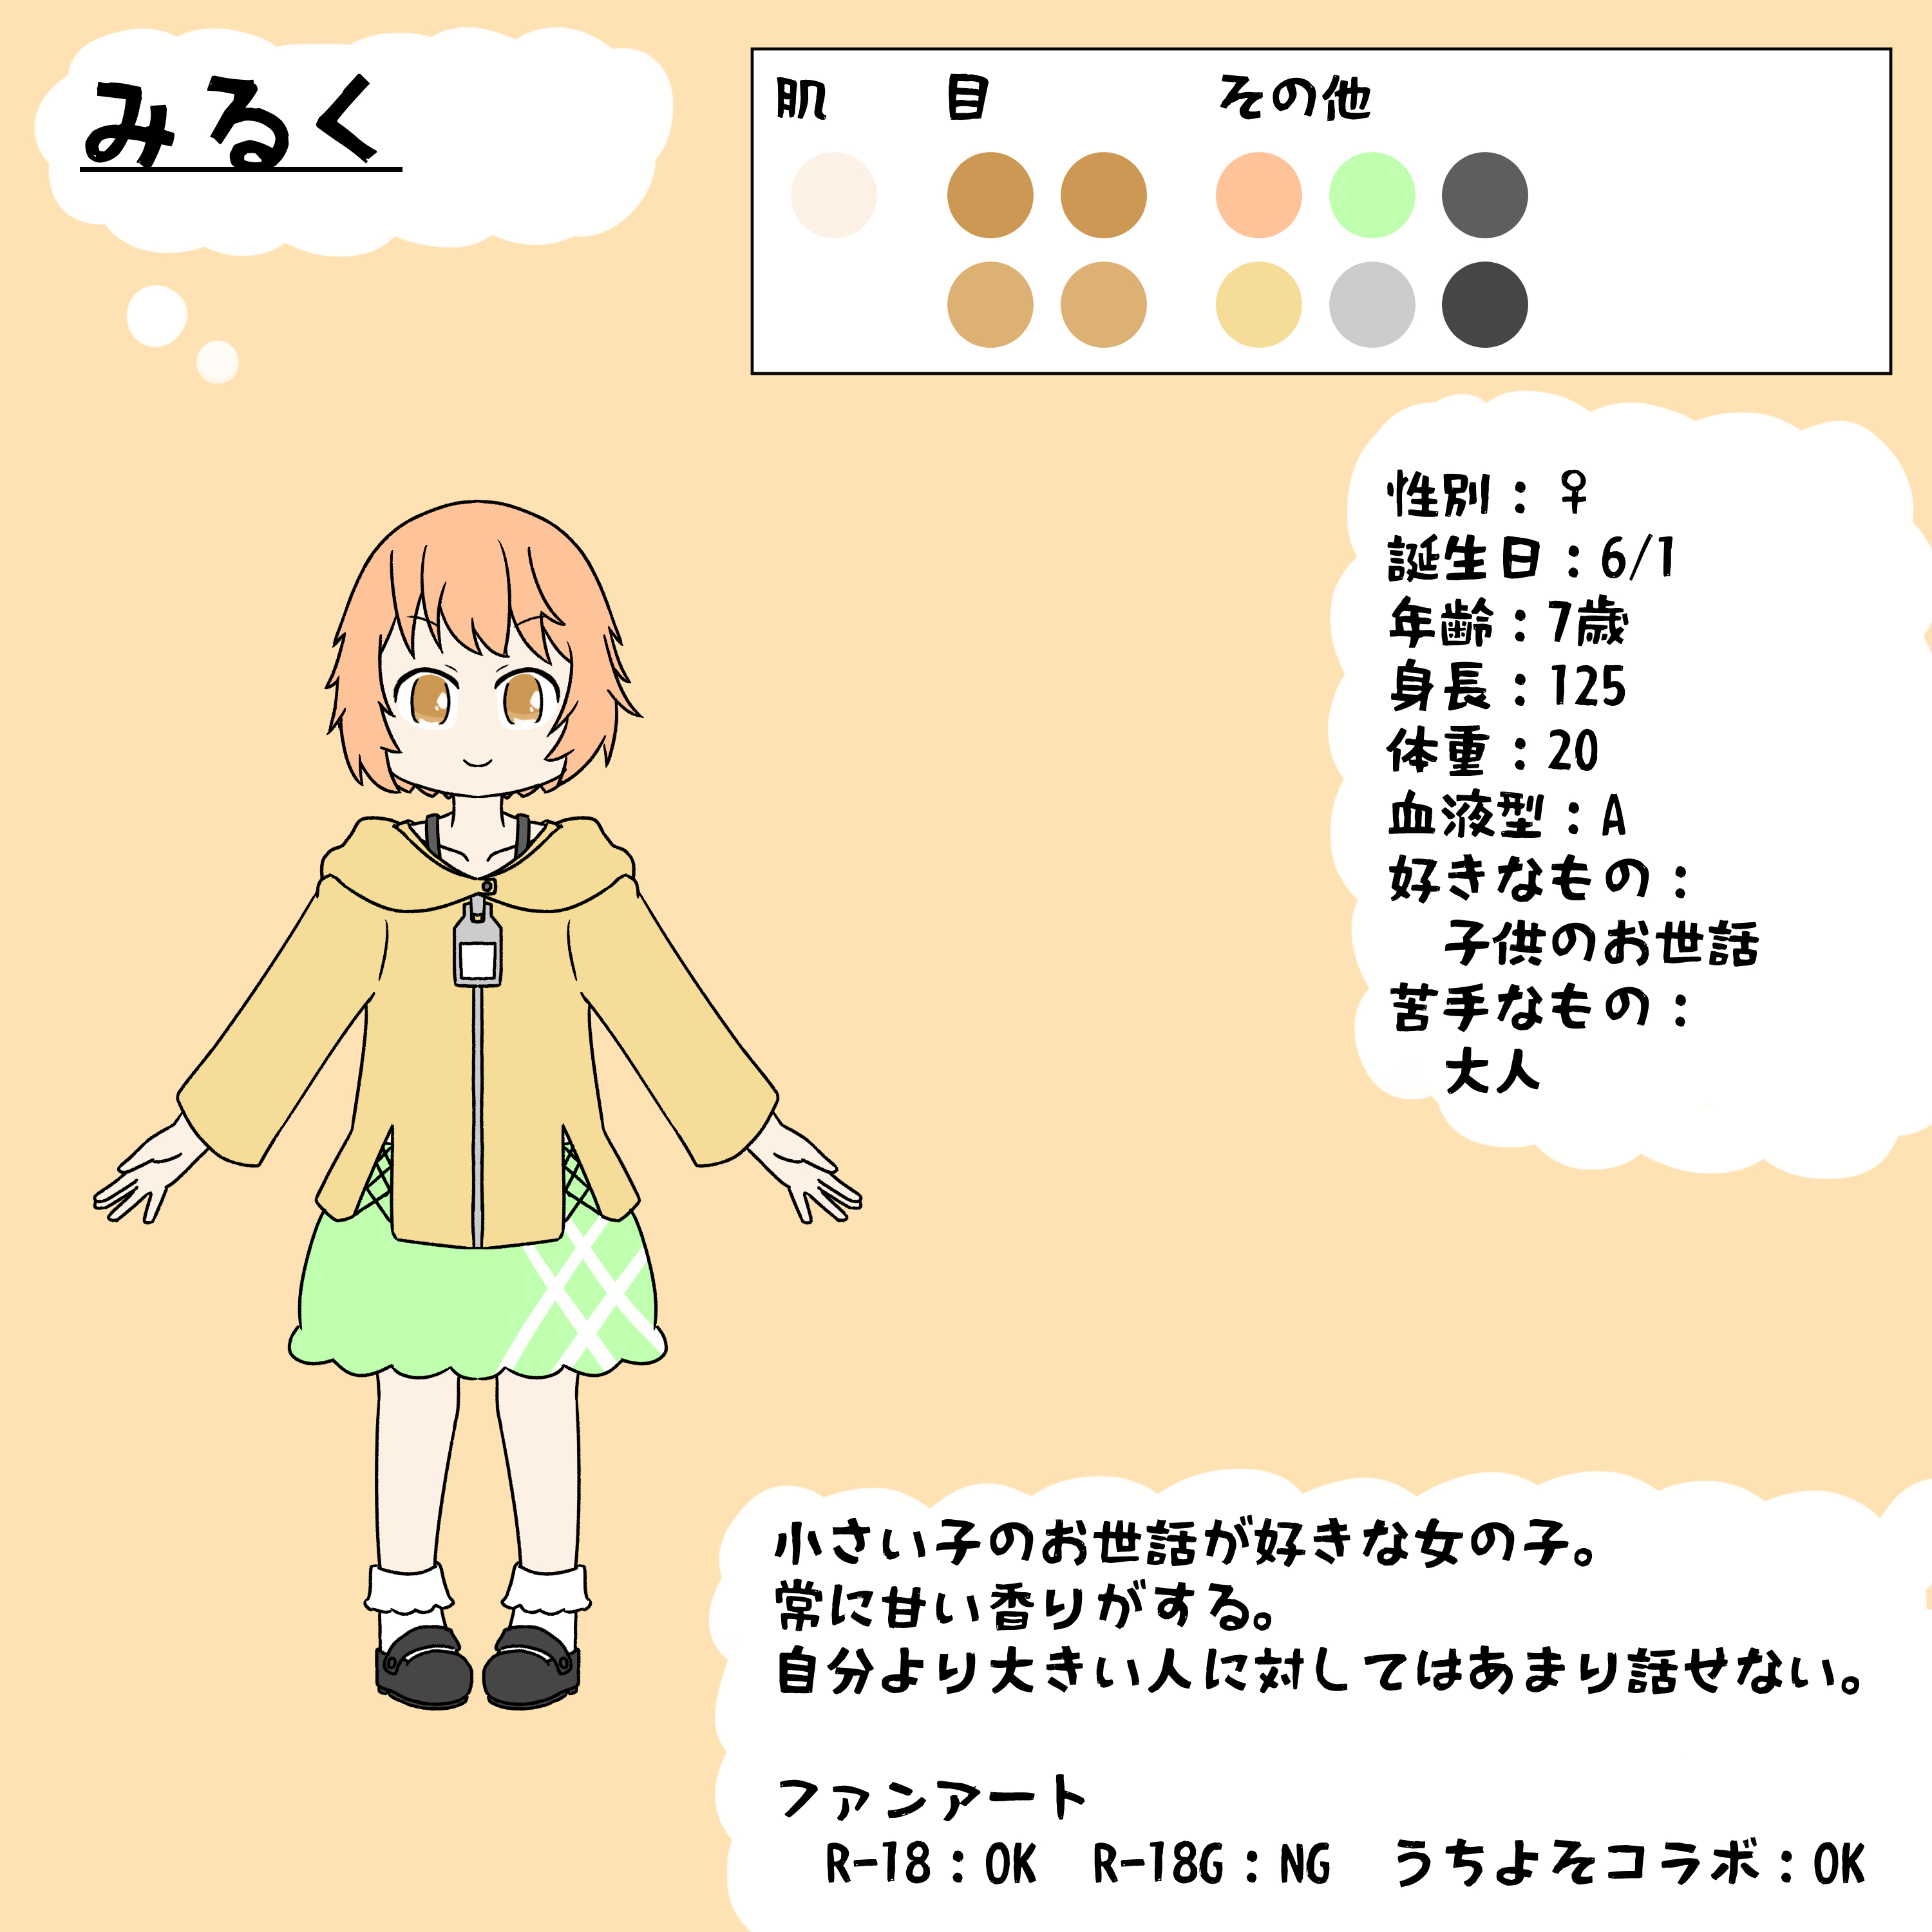 みるく
肌 目 その他
性別：♀
誕生日：6/1
年齢：7歳
身長：125
体重：20
血液型：A
好きなもの：
子供のお世話
苦手なもの：
大人
小さい子のお世話が好きな女の子。
常に甘い香りがする。
自分より大きい人に対してはあまり話せない。
ファンアート
R-18：OK R-18G：NG うちよそコラボ：OK